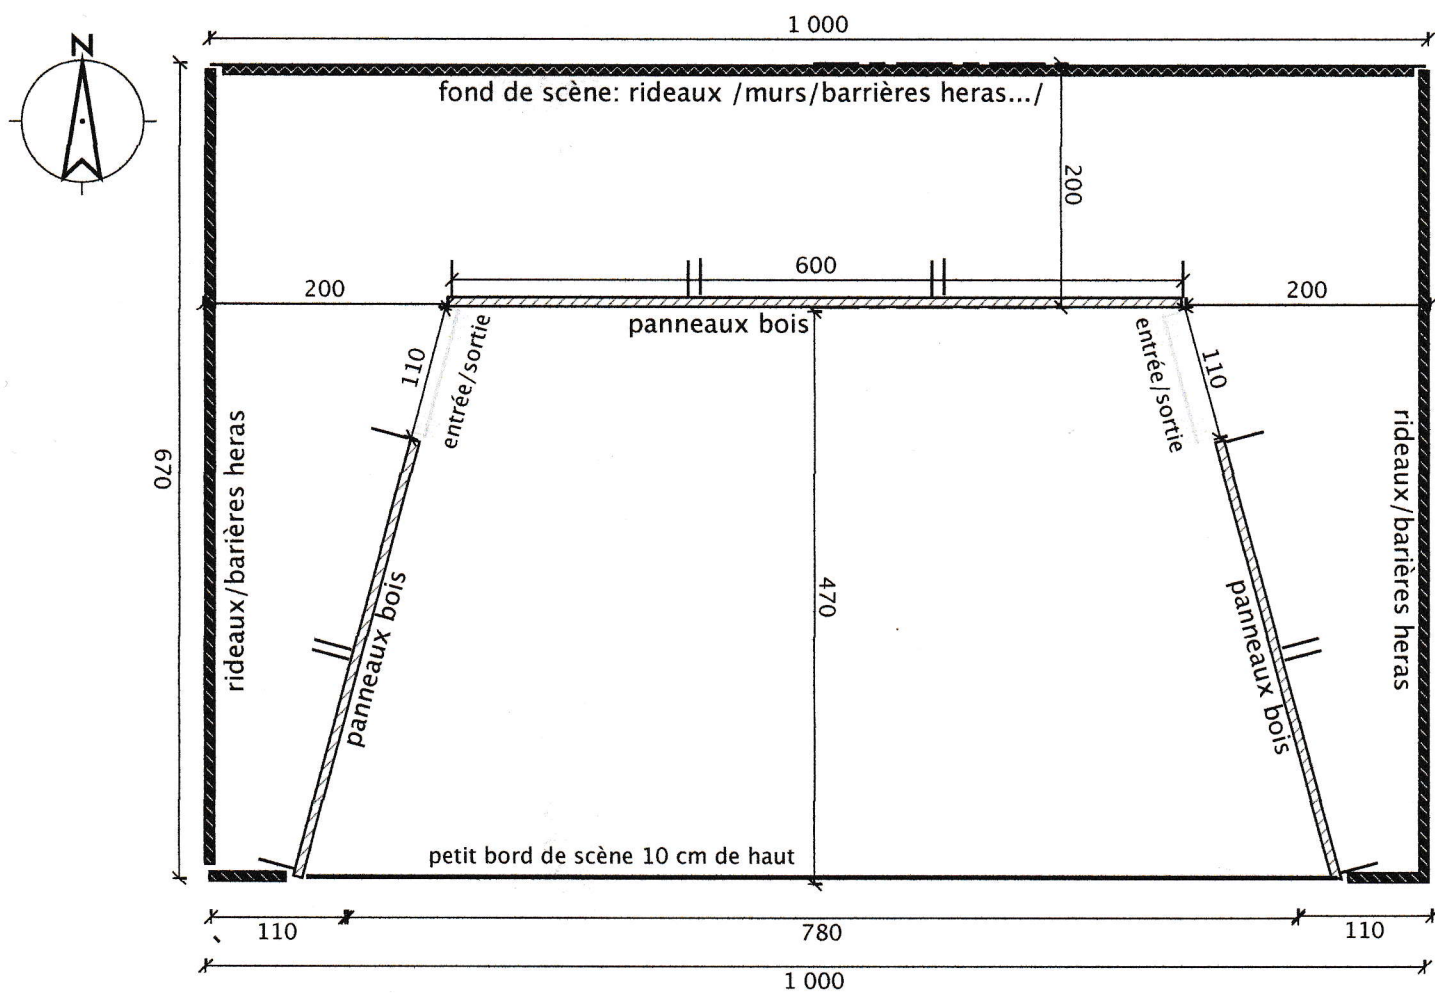 1 000
N
fond de scène: rideaux /murs/barrières heras.../
200
600
200
200
panneaux bois
110
entrée/sortie
entrée/sortie
110
670
rideaux/barières heras
rideaux/barières heras
470
panneaux bois
panneaux bois
petit bord de scène 10 cm de haut
110
780
110
1 000